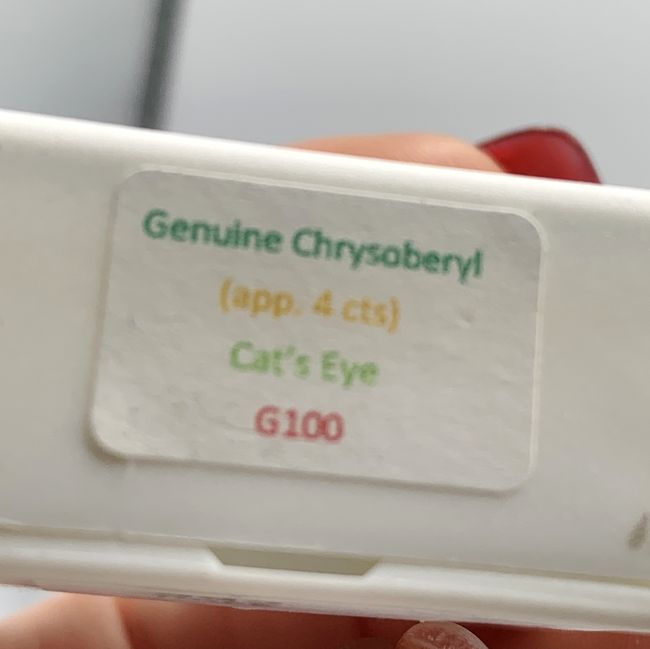 Genuine Chrysoberyl
(app. 4 cts)
Cat's Eye
G100